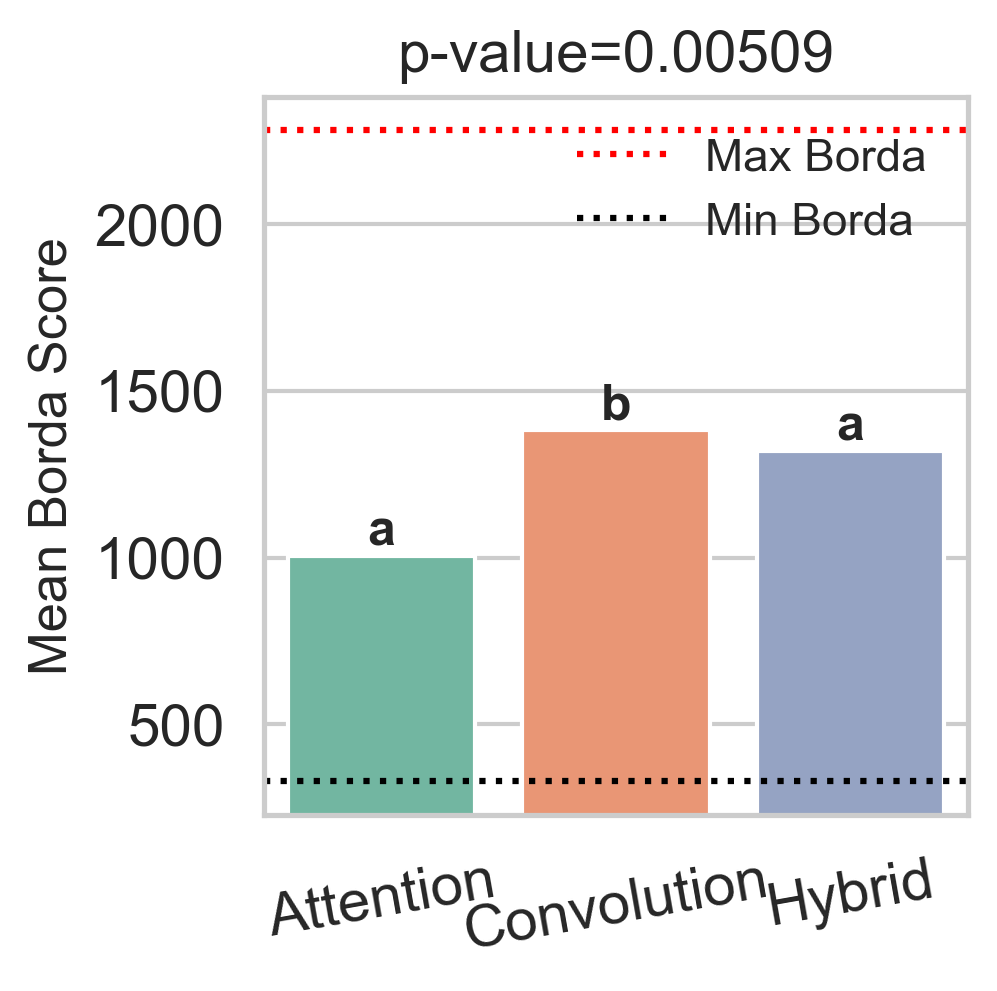 p-value=0.00509
Max Borda
Min Borda
Mean Borda Score
2000
1500
1000
500
b
a
a
Attention
Convolution
Hybrid